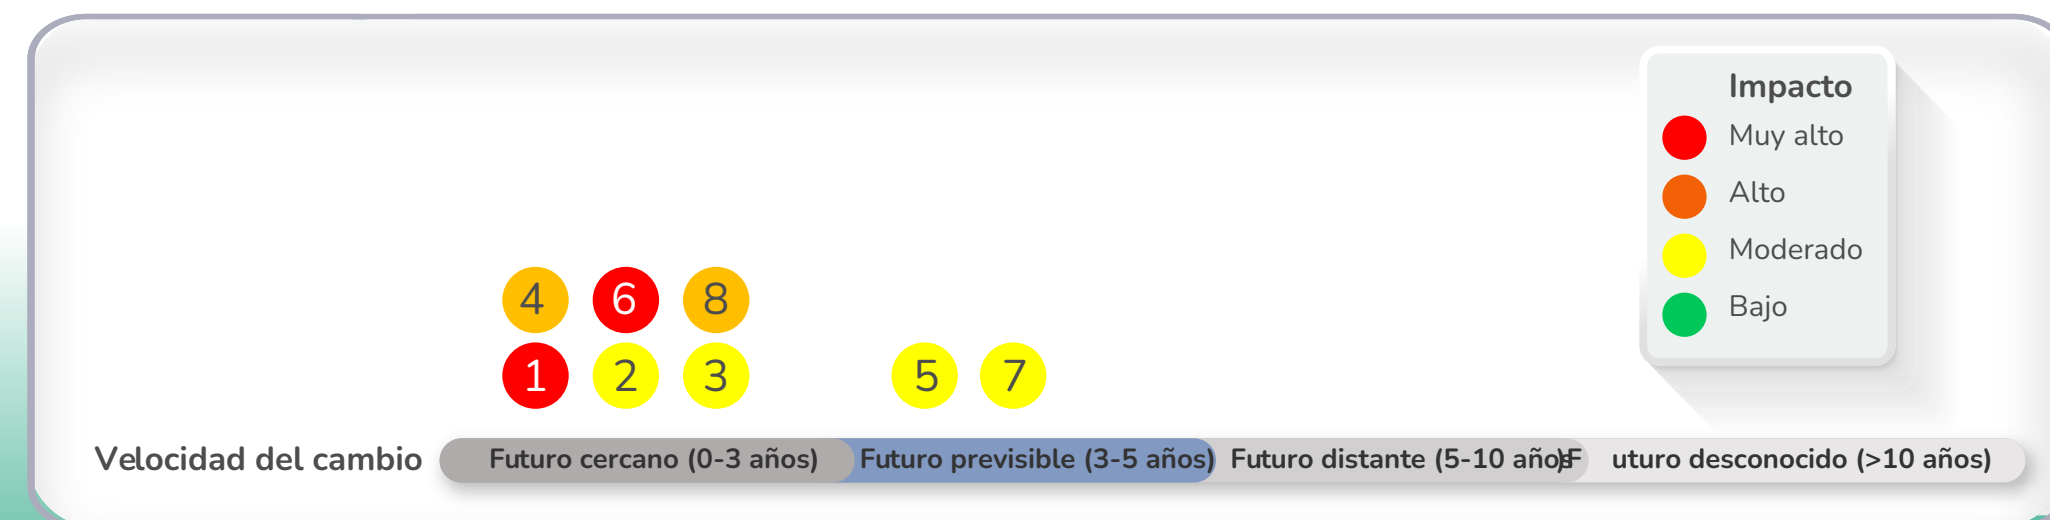 Impacto
Muy alto
Alto
Moderado
Bajo
4 6 8
1 2 3 5 7
Velocidad del cambio Futuro cercano (0-3 años) Futuro previsible (3-5 años) Futuro distante (5-10 años)F uturo desconocido (>10 años)